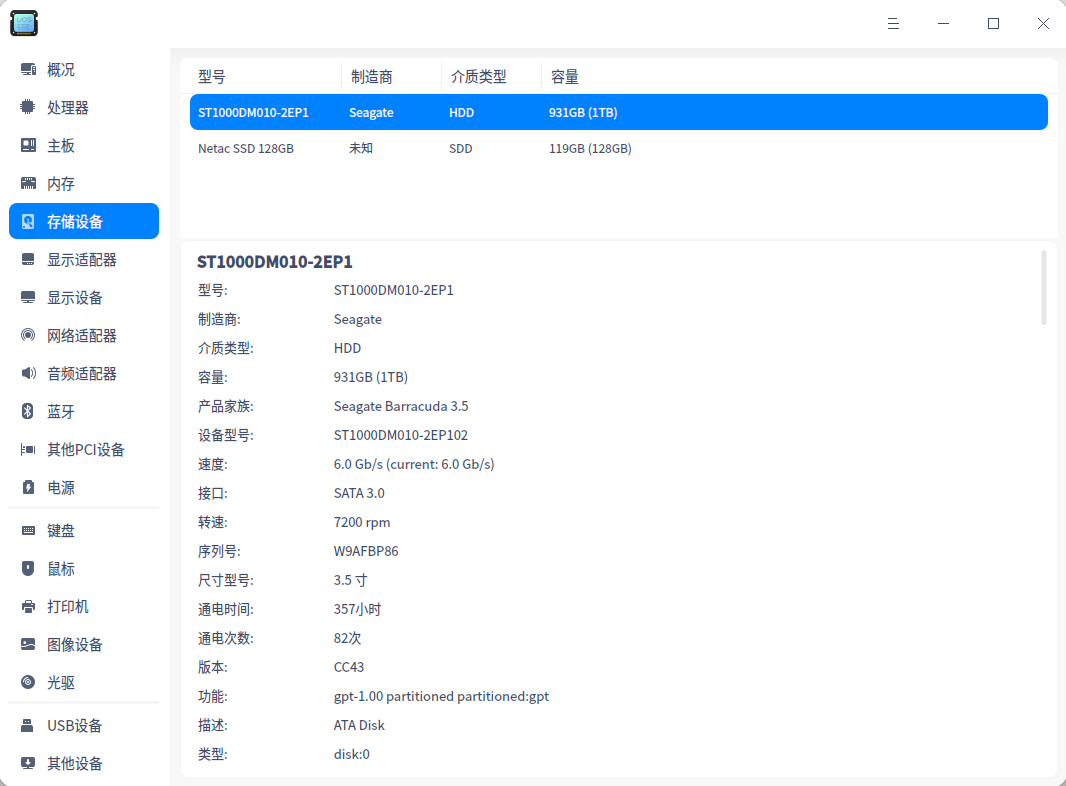 UOS
概况
处理器
主板
内存
存储设备
显示适配器
显示设备
网络适配器
音频适配器
蓝牙
其他PCI设备
电源
键盘
鼠标
打印机
图像设备
光驱
USB设备
其他设备
型号 制造商 介质类型 容量
ST1000DM010-2EP1 Seagate HDD 931GB (1TB)
Netac SSD 128GB 未知 SDD 119GB (128GB)
ST1000DM010-2EP1
型号: ST1000DM010-2EP1
制造商: Seagate
介质类型: HDD
容量: 931GB (1TB)
产品家族: Seagate Barracuda 3.5
设备型号: ST1000DM010-2EP102
速度: 6.0 Gb/s (current: 6.0 Gb/s)
接口: SATA 3.0
转速: 7200 rpm
序列号: W9AFBP86
尺寸型号: 3.5 寸
通电时间: 357小时
通电次数: 82次
版本: CC43
功能: gpt-1.00 partitioned partitioned:gpt
描述: ATA Disk
类型: disk:0